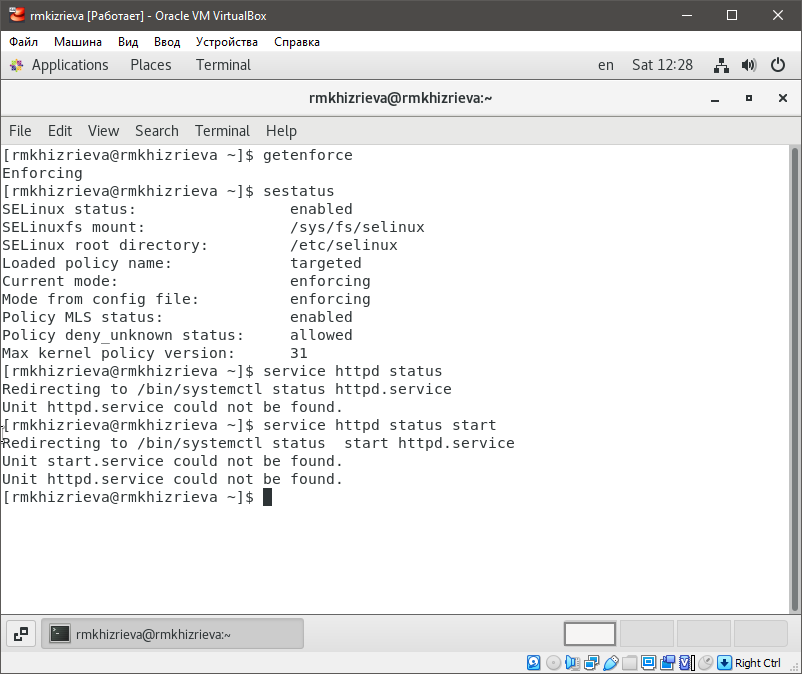 rmkizrieva [Работает] - Oracle VM VirtualBox
Файл Машина Вид Ввод Устройства Справка
Applications Places Terminal en Sat 12:28
rmkhizrieva@rmkhizrieva:~
File Edit View Search Terminal Help
[rmkhizrieva@rmkhizrieva ~]$ getenforce
Enforcing
[rmkhizrieva@rmkhizrieva ~]$ sestatus
SELinux status:                 enabled
SELinuxfs mount:                /sys/fs/selinux
SELinux root directory:         /etc/selinux
Loaded policy name:             targeted
Current mode:                   enforcing
Mode from config file:          enforcing
Policy MLS status:              enabled
Policy deny_unknown status:     allowed
Max kernel policy version:      31
[rmkhizrieva@rmkhizrieva ~]$ service httpd status
Redirecting to /bin/systemctl status httpd.service
Unit httpd.service could not be found.
[rmkhizrieva@rmkhizrieva ~]$ service httpd status start
Redirecting to /bin/systemctl status  start httpd.service
Unit start.service could not be found.
Unit httpd.service could not be found.
[rmkhizrieva@rmkhizrieva ~]$
rmkhizrieva@rmkhizrieva:~
Right Ctrl